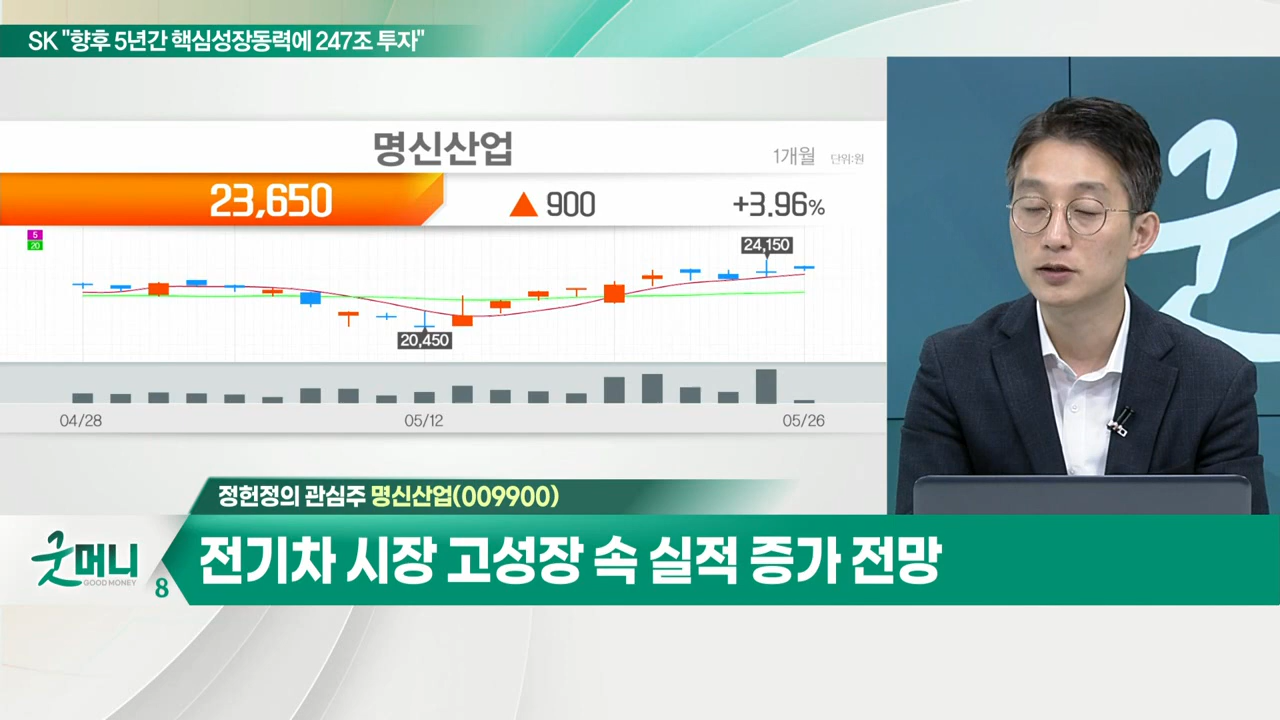 SK "향후 5년간 핵심성장동력에 247조 투자"
명신산업
1개월 단위:원
23,650 ▲ 900 +3.96%
5
20
24,150
20,450
04/28 05/12 05/26
정헌정의 관심주 명신산업(009900)
전기차 시장 고성장 속 실적 증가 전망
굿머니
GOOD MONEY
8
굿